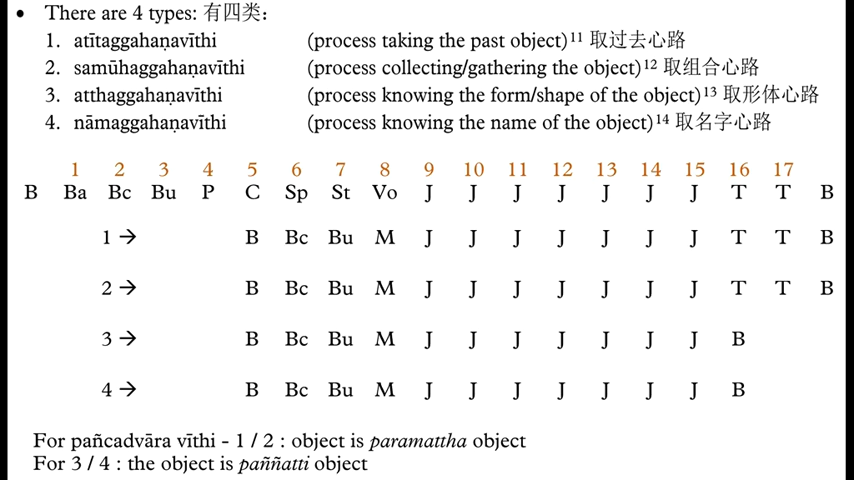 • There are 4 types: 有四类:
1. atītaggahaṇavīthi (process taking the past object)¹¹ 取过去心路
2. samūhaggahaṇavīthi (process collecting/gathering the object)¹² 取组合心路
3. atthaggahaṇavīthi (process knowing the form/shape of the object)¹³ 取形体心路
4. nāmaggahaṇavīthi (process knowing the name of the object)¹⁴ 取名字心路
1 2 3 4 5 6 7 8 9 10 11 12 13 14 15 16 17
B Ba Bc Bu P C Sp St Vo J J J J J J J T T B
1 → B Bc Bu M J J J J J J J T T B
2 → B Bc Bu M J J J J J J J T T B
3 → B Bc Bu M J J J J J J J B
4 → B Bc Bu M J J J J J J J B
For pañcadvāra vīthi - 1 / 2 : object is paramattha object
For 3 / 4 : the object is paññatti object